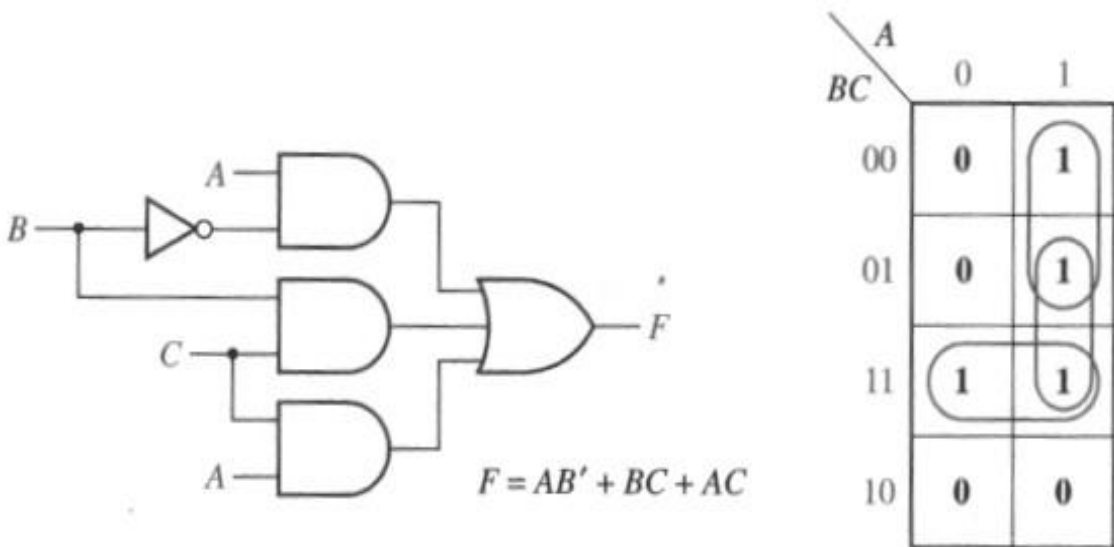 A
B
C
A
F
F = AB′ + BC + AC
A
BC
0 1
00 0 1
01 0 1
11 1 1
10 0 0